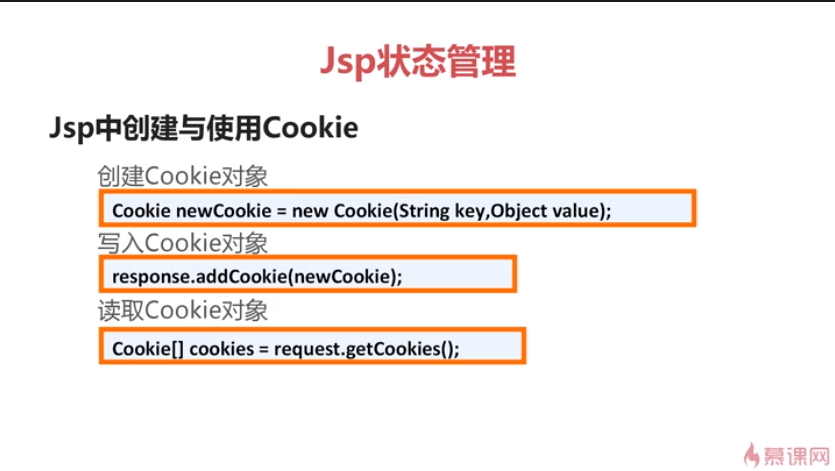 Jsp状态管理
Jsp中创建与使用Cookie
创建Cookie对象
Cookie newCookie = new Cookie(String key,Object value);
写入Cookie对象
response.addCookie(newCookie);
读取Cookie对象
Cookie[] cookies = request.getCookies();
慕课网